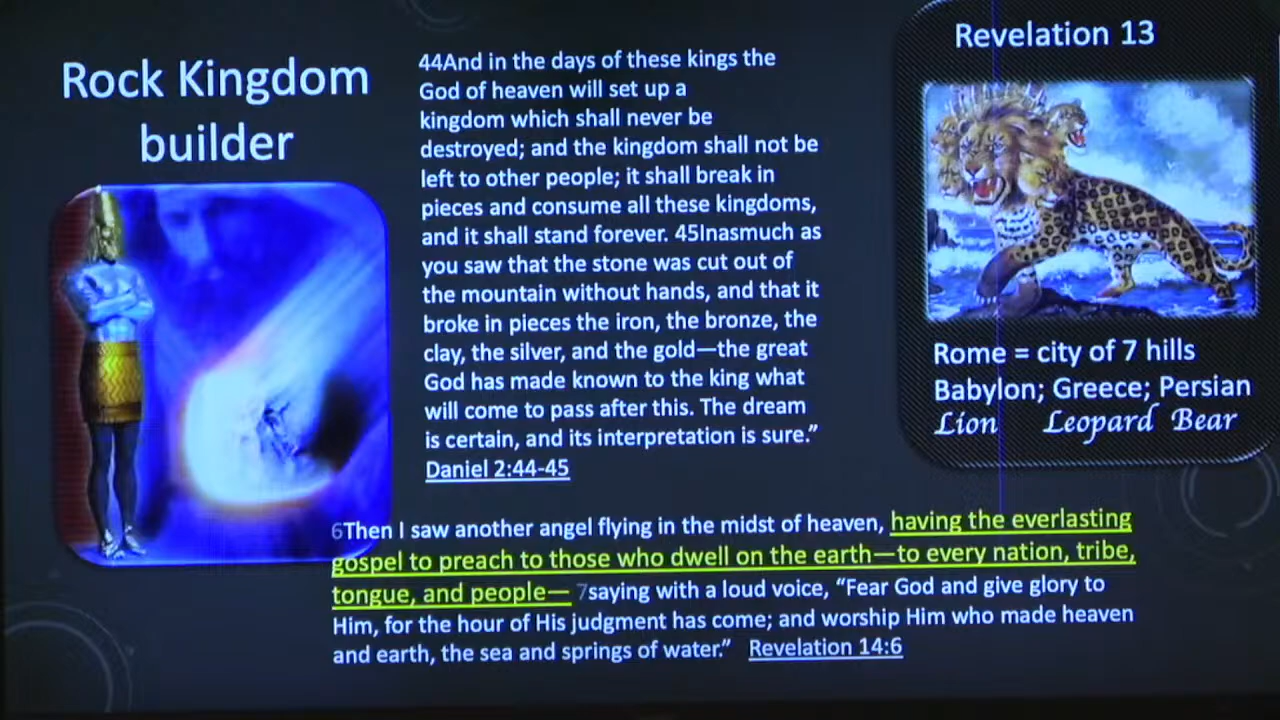 Rock Kingdom
builder
44And in the days of these kings the
God of heaven will set up a
kingdom which shall never be
destroyed; and the kingdom shall not be
left to other people; it shall break in
pieces and consume all these kingdoms,
and it shall stand forever. 45Inasmuch as
you saw that the stone was cut out of
the mountain without hands, and that it
broke in pieces the iron, the bronze, the
clay, the silver, and the gold—the great
God has made known to the king what
will come to pass after this. The dream
is certain, and its interpretation is sure.”
Daniel 2:44-45
Revelation 13
Rome = city of 7 hills
Babylon; Greece; Persian
Lion Leopard Bear
6Then I saw another angel flying in the midst of heaven, having the everlasting
gospel to preach to those who dwell on the earth—to every nation, tribe,
tongue, and people— 7saying with a loud voice, “Fear God and give glory to
Him, for the hour of His judgment has come; and worship Him who made heaven
and earth, the sea and springs of water.” Revelation 14:6